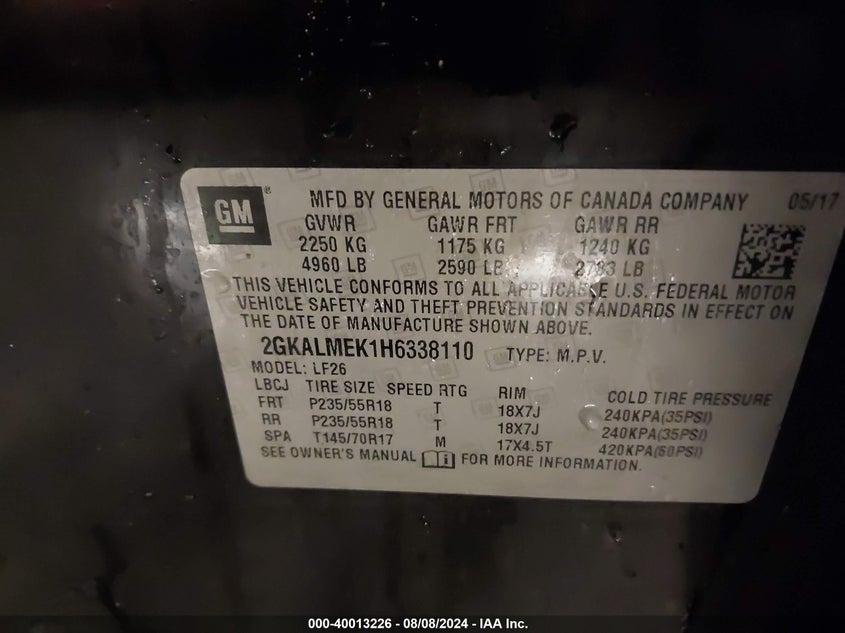 GM ® MFD BY GENERAL MOTORS OF CANADA COMPANY 05/17
GVWR GAWR FRT GAWR RR
2250 KG 1175 KG 1240 KG
4960 LB 2590 LB 2733 LB
THIS VEHICLE CONFORMS TO ALL APPLICABLE U.S. FEDERAL MOTOR
VEHICLE SAFETY AND THEFT PREVENTION STANDARDS IN EFFECT ON
THE DATE OF MANUFACTURE SHOWN ABOVE.
2GKALMEK1H6338110 TYPE: M.P.V.
MODEL: LF26
LBCJ TIRE SIZE SPEED RTG RIM COLD TIRE PRESSURE
FRT P235/55R18 T 18X7J 240KPA(35PSI)
RR P235/55R18 T 18X7J 240KPA(35PSI)
SPA T145/70R17 M 17X4.5T 420KPA(60PSI)
SEE OWNER'S MANUAL FOR MORE INFORMATION.
000-40013226 - 08/08/2024 - IAA Inc.